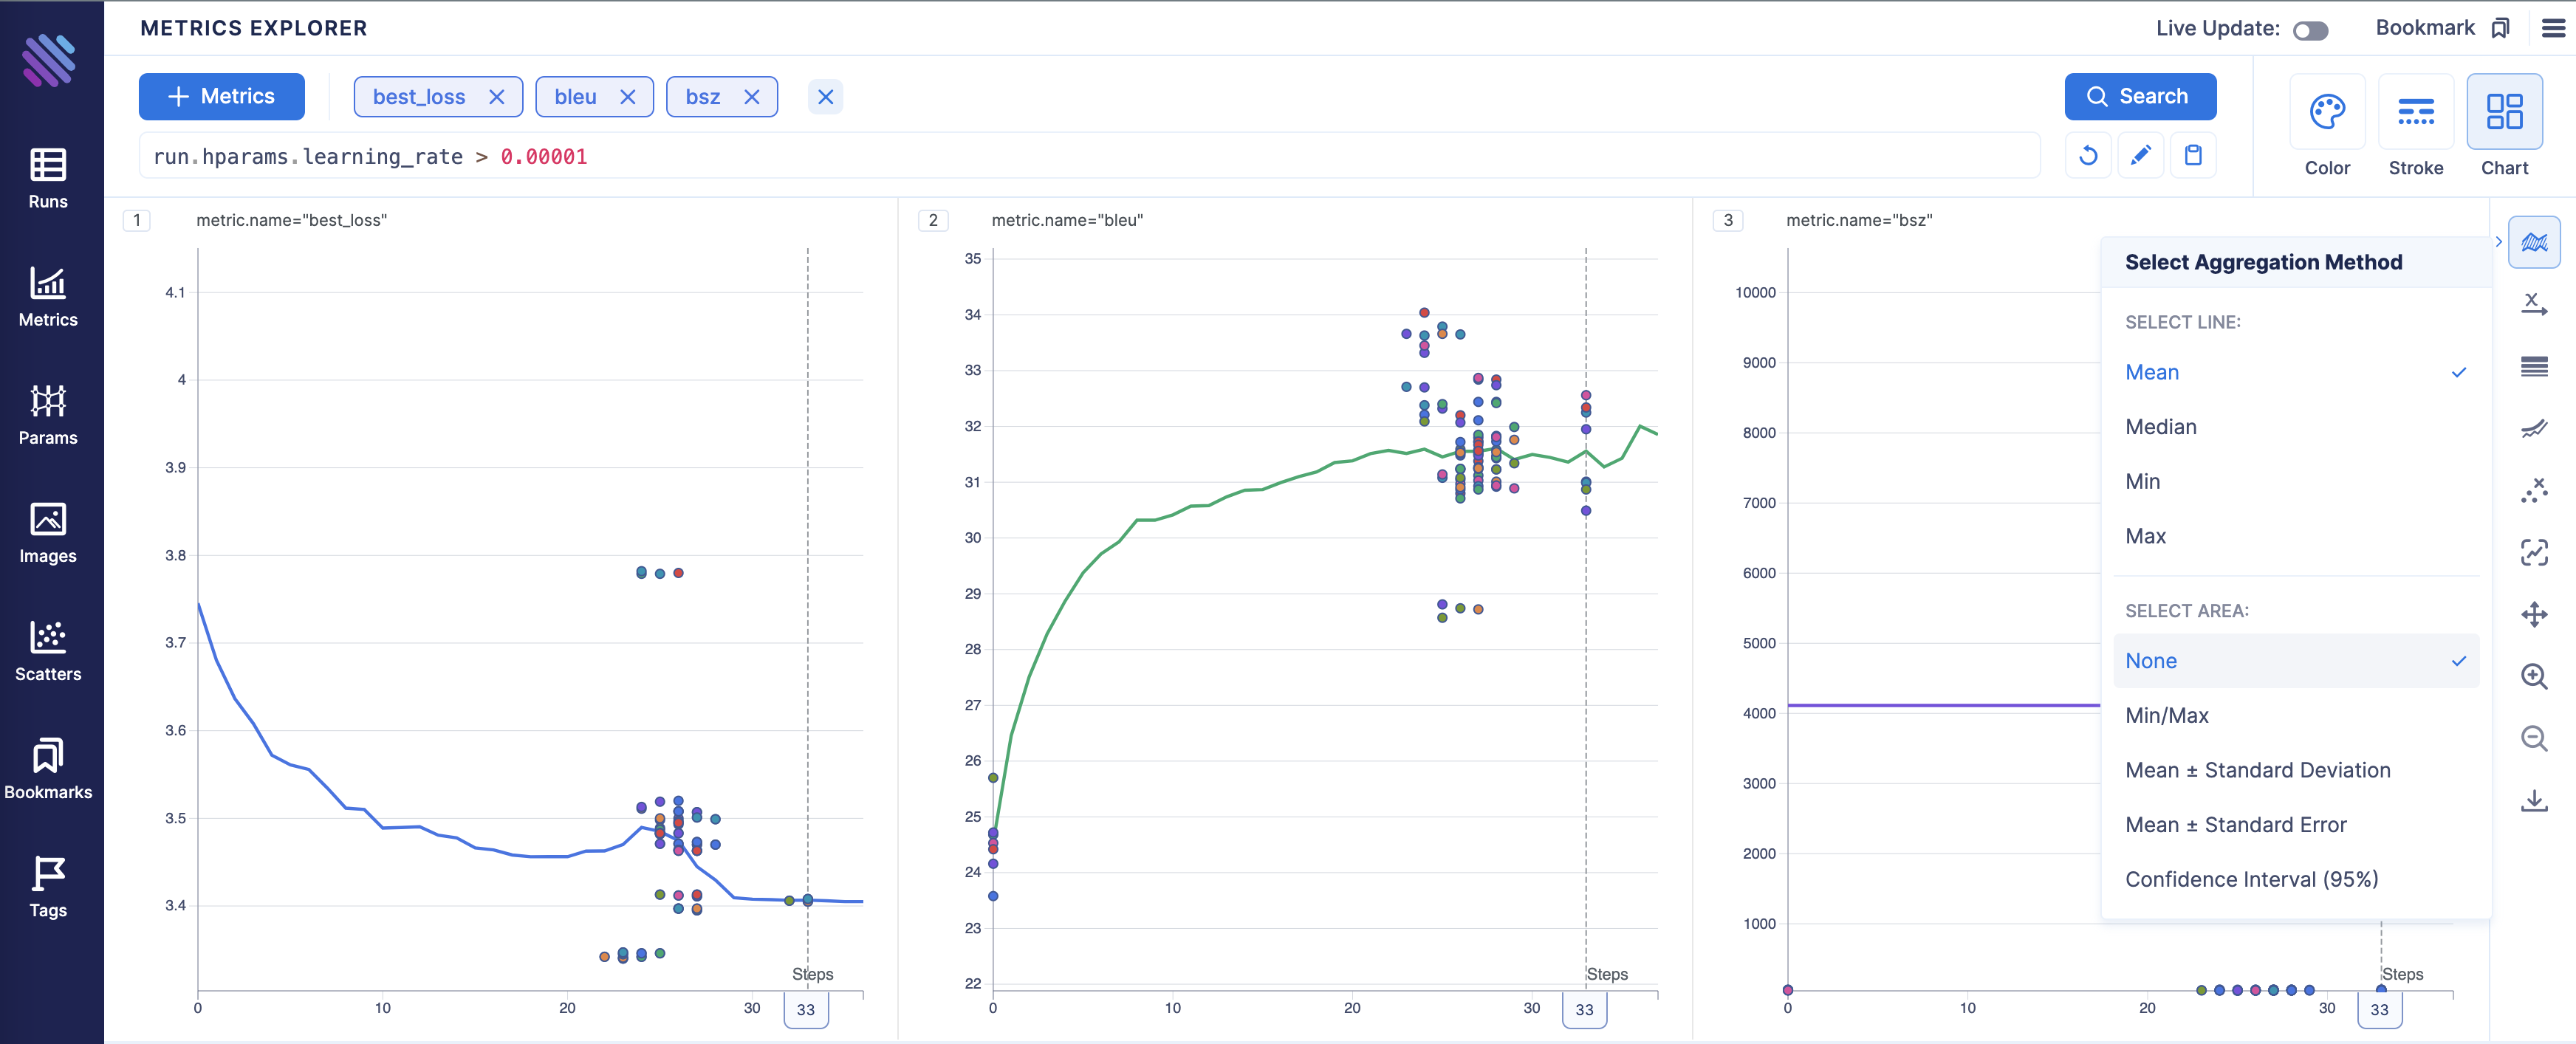 METRICS EXPLORER
Live Update:
Bookmark
Runs
Metrics
Params
Images
Scatters
Bookmarks
Tags
+ Metrics
best_loss
bleu
bsz
Search
run.hparams.learning_rate > 0.00001
Color
Stroke
Chart
1
metric.name="best_loss"
4.1
4
3.9
3.8
3.7
3.6
3.5
3.4
Steps
0
10
20
30
33
2
metric.name="bleu"
35
34
33
32
31
30
29
28
27
26
25
24
23
22
Steps
0
10
20
30
33
3
metric.name="bsz"
10000
9000
8000
7000
6000
5000
4000
3000
2000
1000
Steps
0
10
20
30
33
Select Aggregation Method
SELECT LINE:
Mean
Median
Min
Max
SELECT AREA:
None
Min/Max
Mean ± Standard Deviation
Mean ± Standard Error
Confidence Interval (95%)